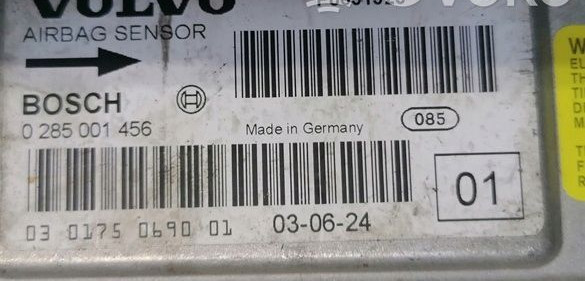 VOLVO
AIRBAG SENSOR
BOSCH
0 285 001 456
Made in Germany
085
03 0175 0690 01
03-06-24
01